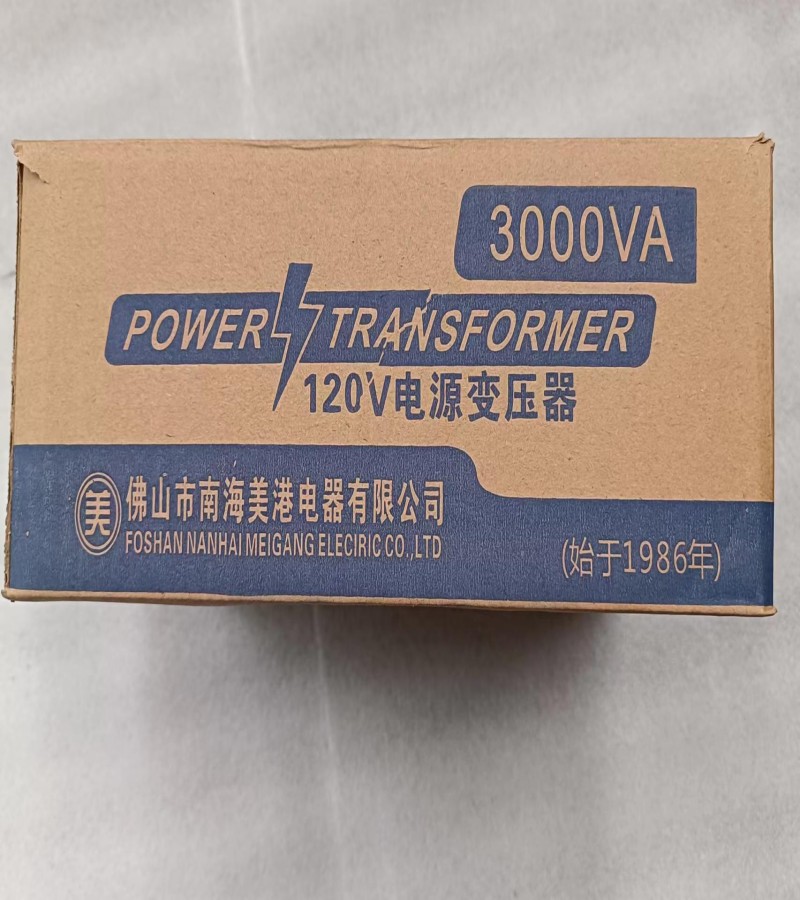 3000VA
POWER TRANSFORMER
120V电源变压器
美
佛山市南海美港电器有限公司
FOSHAN NANHAI MEIGANG ELECIRIC CO.,LTD
(始于1986年)